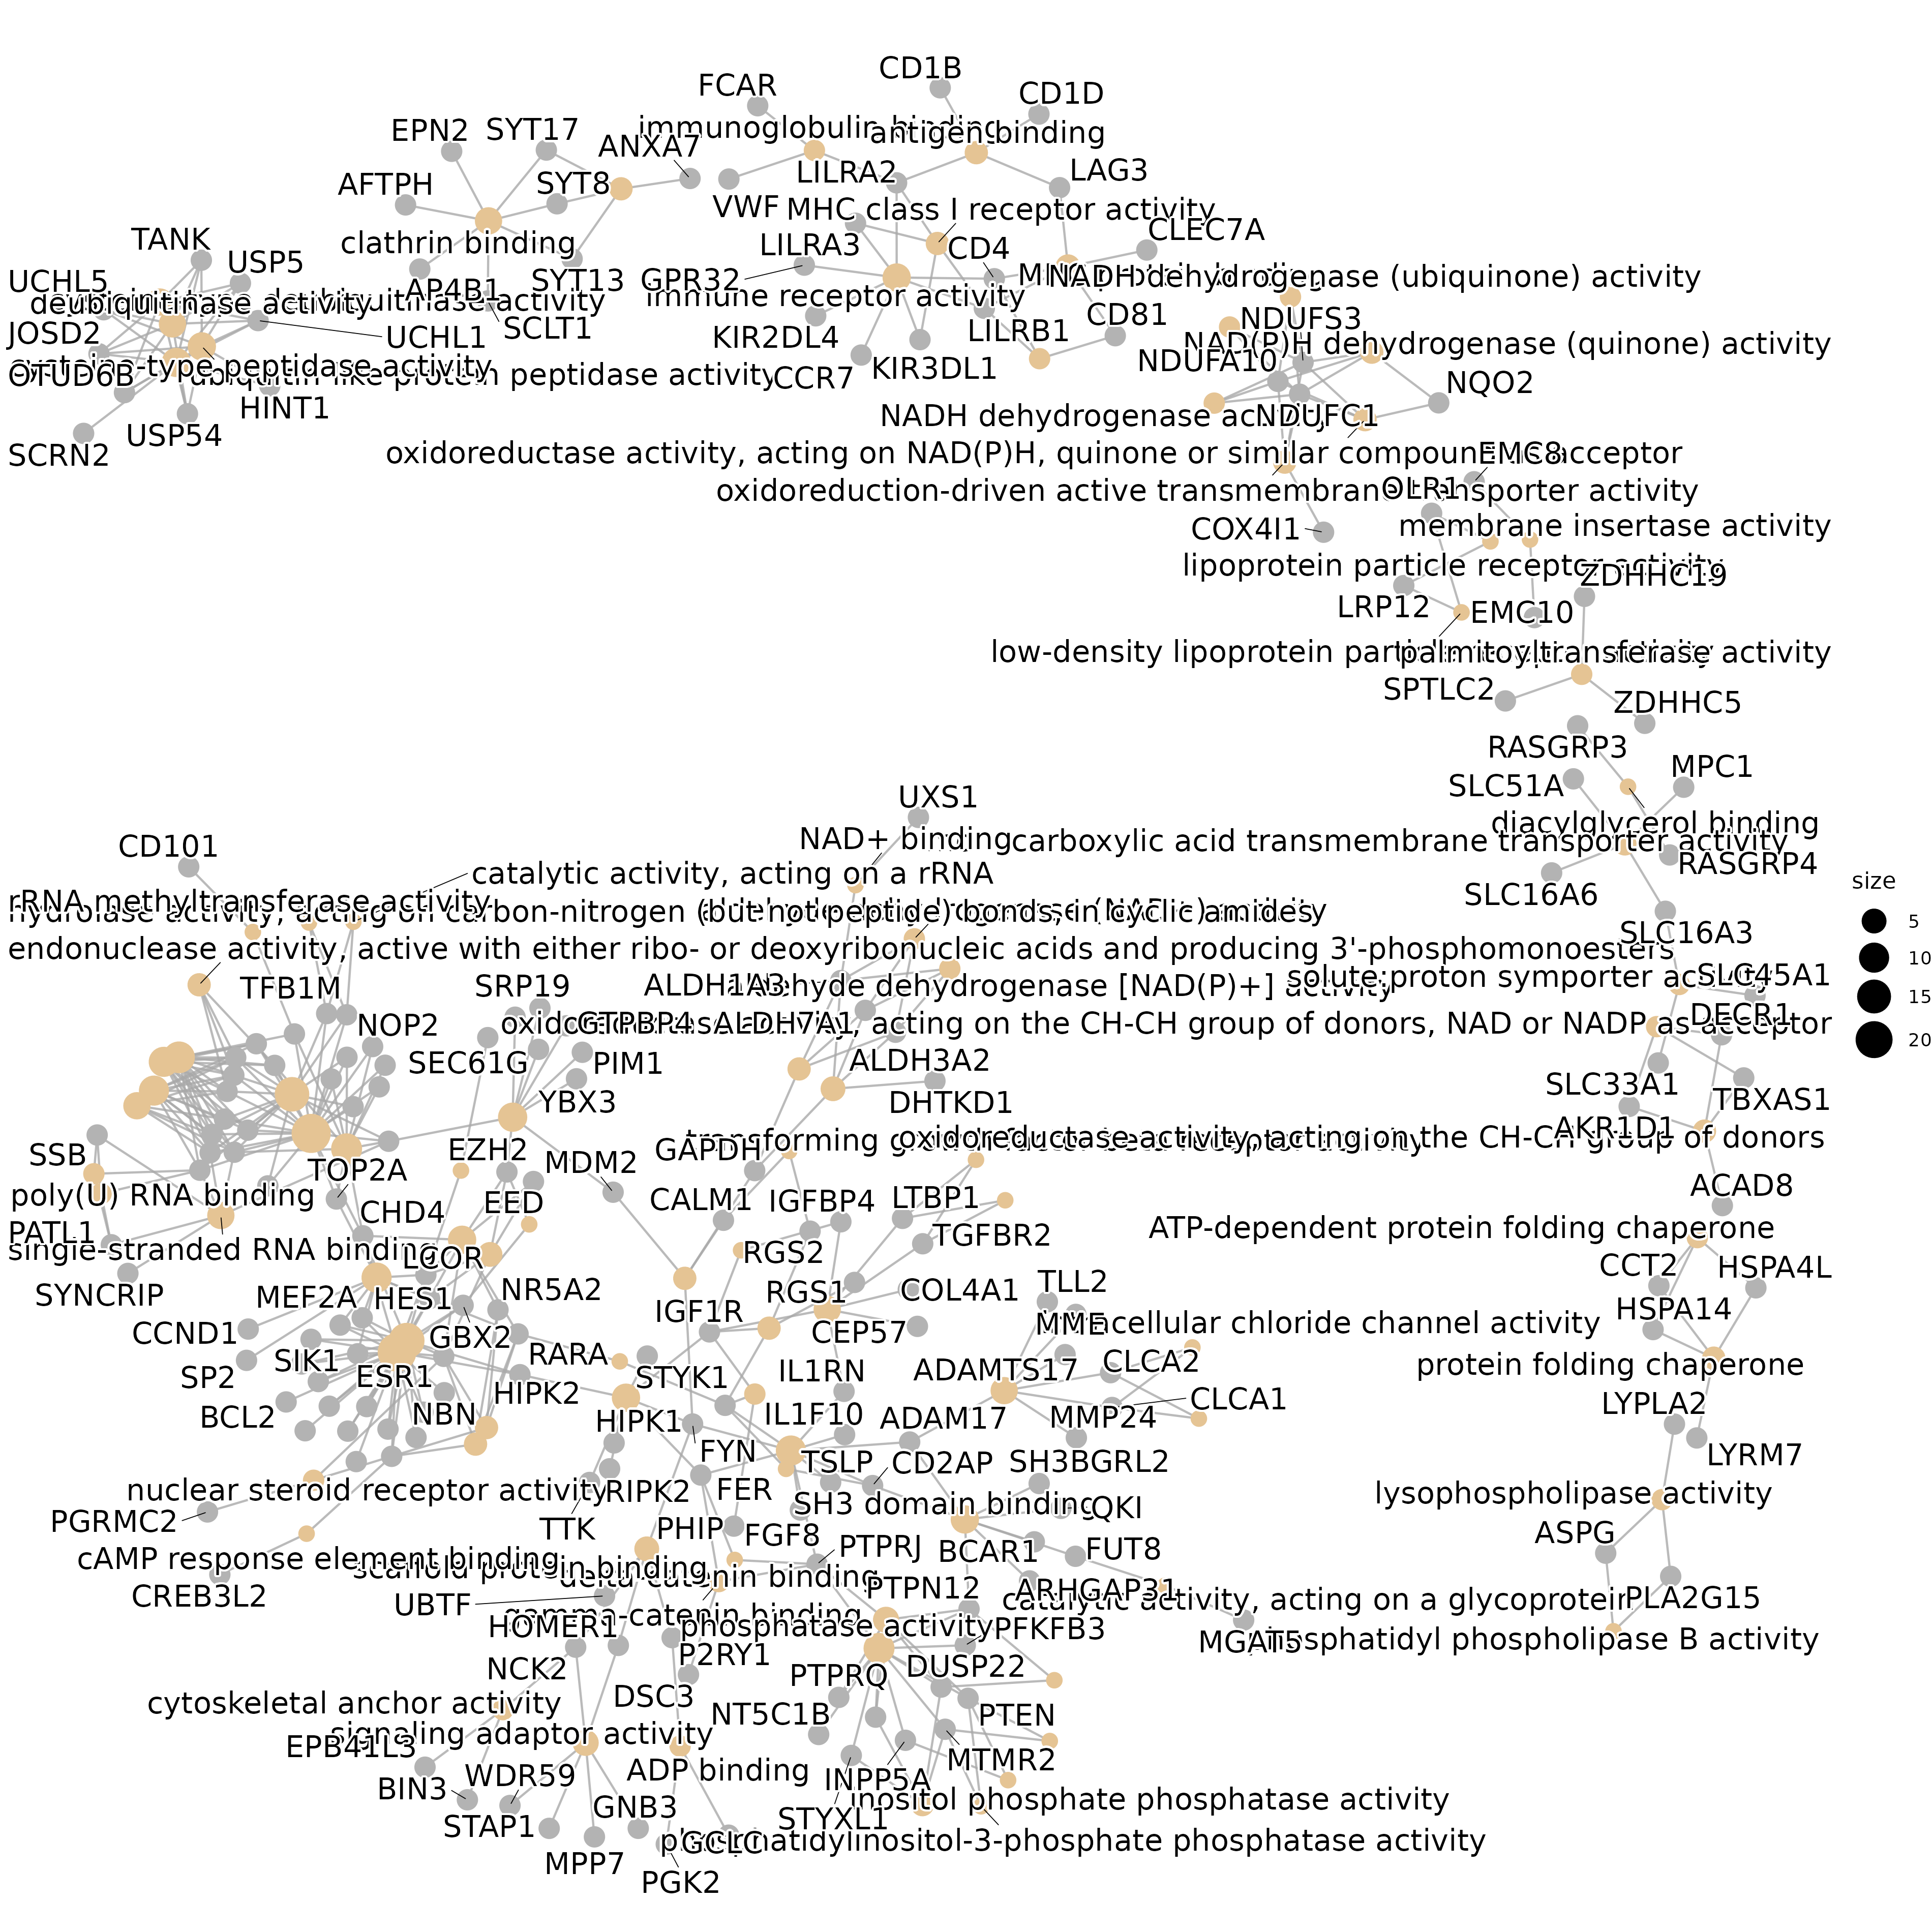 CD1B
FCAR
CD1D
EPN2
SYT17
immunoglobulin binding
antigen binding
ANXA7
LILRA2
LAG3
AFTPH
SYT8
VWF
MHC class I receptor activity
CLEC7A
TANK
clathrin binding
LILRA3
CD4
USP5
UCHL5
AP4B1
SYT13
GPR32
NADH dehydrogenase (ubiquinone) activity
deubiquitinase activity
immune receptor activity
CD81
NDUFS3
JOSD2
UCHL1
SCLT1
KIR2DL4
LILRB1
NAD(P)H dehydrogenase (quinone) activity
NDUFA10
cysteine-type peptidase activity
OTUD6B
ubiquitin-like protein peptidase activity
CCR7
KIR3DL1
NQO2
HINT1
NADH dehydrogenase activity
NDUFC1
USP54
SCRN2
oxidoreductase activity, acting on NAD(P)H, quinone or similar compound as acceptor
EMC8
oxidoreduction-driven active transmembrane transporter activity
OLR1
COX4I1
membrane insertase activity
lipoprotein particle receptor activity
ZDHHC19
LRP12
EMC10
low-density lipoprotein particle receptor activity
palmitoyltransferase activity
SPTLC2
ZDHHC5
RASGRP3
MPC1
SLC51A
UXS1
diacylglycerol binding
CD101
NAD+ binding
carboxylic acid transmembrane transporter activity
RASGRP4
catalytic activity, acting on a rRNA
size
SLC16A6
rRNA methyltransferase activity
hydrolase activity, acting on carbon-nitrogen (but not peptide) bonds, in cyclic amides
5
SLC16A3
endonuclease activity, active with either ribo- or deoxyribonucleic acids and producing 3'-phosphomonoesters
10
TFB1M
SRP19
ALDH1A3
aldehyde dehydrogenase [NAD(P)+] activity
solute:proton symporter activity
SLC45A1
15
NOP2
GTPBP4
ALDH7A1
oxidoreductase activity, acting on the CH-CH group of donors, NAD or NADP as acceptor
DECR1
20
SEC61G
PIM1
ALDH3A2
SLC33A1
YBX3
DHTKD1
TBXAS1
AKR1D1
SSB
TOP2A
EZH2
MDM2
GAPDH
transforming growth factor beta receptor activity
oxidoreductase activity, acting on the CH-CH group of donors
poly(U) RNA binding
CHD4
EED
CALM1
IGFBP4
LTBP1
ACAD8
PATL1
TGFBR2
ATP-dependent protein folding chaperone
single-stranded RNA binding
LCOR
RGS2
CCT2
HSPA4L
SYNCRIP
MEF2A
HES1
NR5A2
IGF1R
RGS1
COL4A1
TLL2
HSPA14
CCND1
GBX2
CEP57
MME
intracellular chloride channel activity
SP2
SIK1
ESR1
RARA
STYK1
IL1RN
ADAMTS17
CLCA2
protein folding chaperone
HIPK2
CLCA1
LYPLA2
BCL2
NBN
HIPK1
IL1F10
ADAM17
MMP24
FYN
TSLP
CD2AP
SH3BGRL2
LYRM7
nuclear steroid receptor activity
RIPK2
FER
SH3 domain binding
QKI
lysophospholipase activity
PGRMC2
TTK
PHIP
FGF8
PTPRJ
BCAR1
FUT8
ASPG
cAMP response element binding
scaffold protein binding
delta-catenin binding
CREB3L2
UBTF
PTPN12
ARHGAP31
catalytic activity, acting on a glycoprotein
PLA2G15
gamma-catenin binding
HOMER1
phosphatase activity
PFKFB3
MGAT5
phosphatidyl phospholipase B activity
NCK2
P2RY1
PTPRQ
DUSP22
cytoskeletal anchor activity
DSC3
NT5C1B
PTEN
signaling adaptor activity
EPB41L3
MTMR2
BIN3
WDR59
ADP binding
INPP5A
inositol phosphate phosphatase activity
STAP1
GNB3
STYXL1
GCLC
phosphatidylinositol-3-phosphate phosphatase activity
MPP7
PGK2